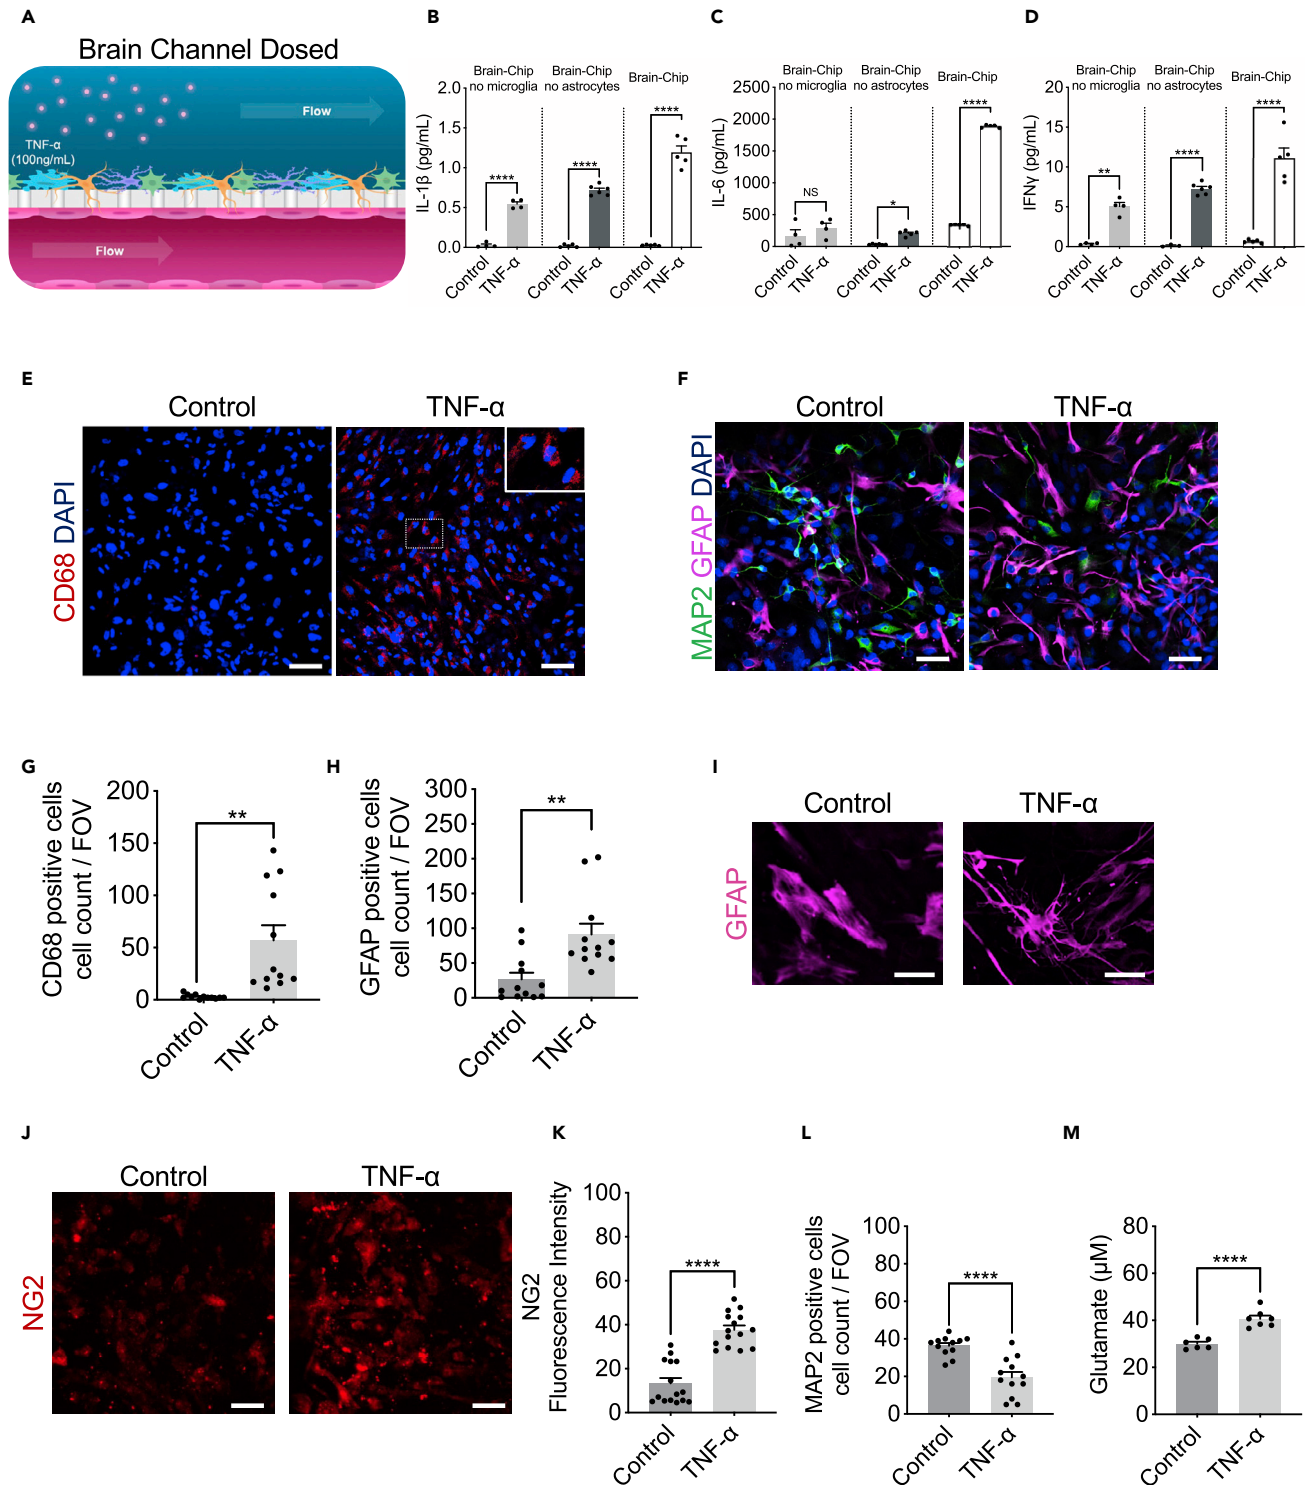 A
Brain Channel Dosed
Flow
TNF-α
(100ng/mL)
Flow
B
Brain-Chip
no microglia
Brain-Chip
no astrocytes
Brain-Chip
IL-1β (pg/mL)
2.0
1.5
1.0
0.5
0.0
****
****
****
Control
TNF-α
Control
TNF-α
Control
TNF-α
C
Brain-Chip
no microglia
Brain-Chip
no astrocytes
Brain-Chip
IL-6 (pg/mL)
2500
2000
1500
1000
500
0
NS
*
****
Control
TNF-α
Control
TNF-α
Control
TNF-α
D
Brain-Chip
no microglia
Brain-Chip
no astrocytes
Brain-Chip
IFNγ (pg/mL)
20
15
10
5
0
**
****
****
Control
TNF-α
Control
TNF-α
Control
TNF-α
E
Control
TNF-α
CD68 DAPI
F
Control
TNF-α
MAP2 GFAP DAPI
G
CD68 positive cells
cell count / FOV
200
150
100
50
0
**
Control
TNF-α
H
GFAP positive cells
cell count / FOV
300
250
200
150
100
50
0
**
Control
TNF-α
I
Control
TNF-α
GFAP
J
Control
TNF-α
NG2
K
NG2
Fluorescence Intensity
100
80
60
40
20
0
****
Control
TNF-α
L
MAP2 positive cells
cell count / FOV
100
80
60
40
20
0
****
Control
TNF-α
M
Glutamate (µM)
80
60
40
20
0
****
Control
TNF-α